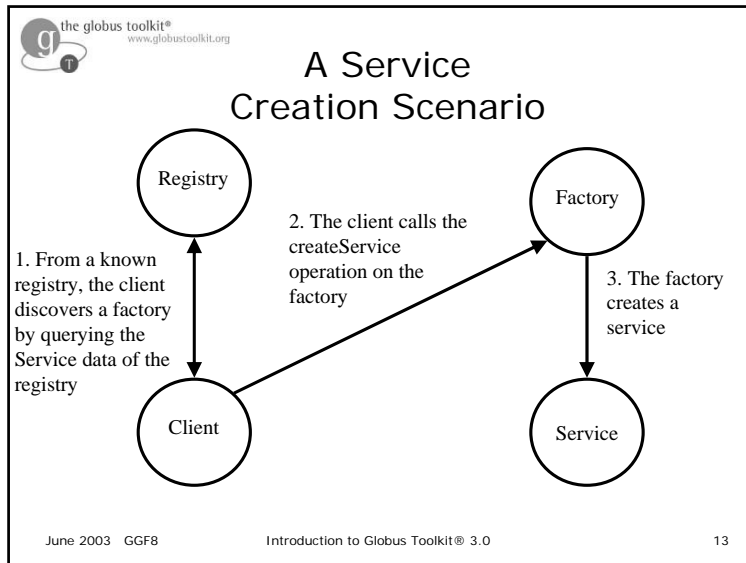 the globus toolkit®
www.globustoolkit.org
g
T
A Service
Creation Scenario
Registry
Factory
2. The client calls the
createService
operation on the
factory
1. From a known
registry, the client
discovers a factory
by querying the
Service data of the
registry
3. The factory
creates a
service
Client
Service
June 2003 GGF8
Introduction to Globus Toolkit® 3.0
13